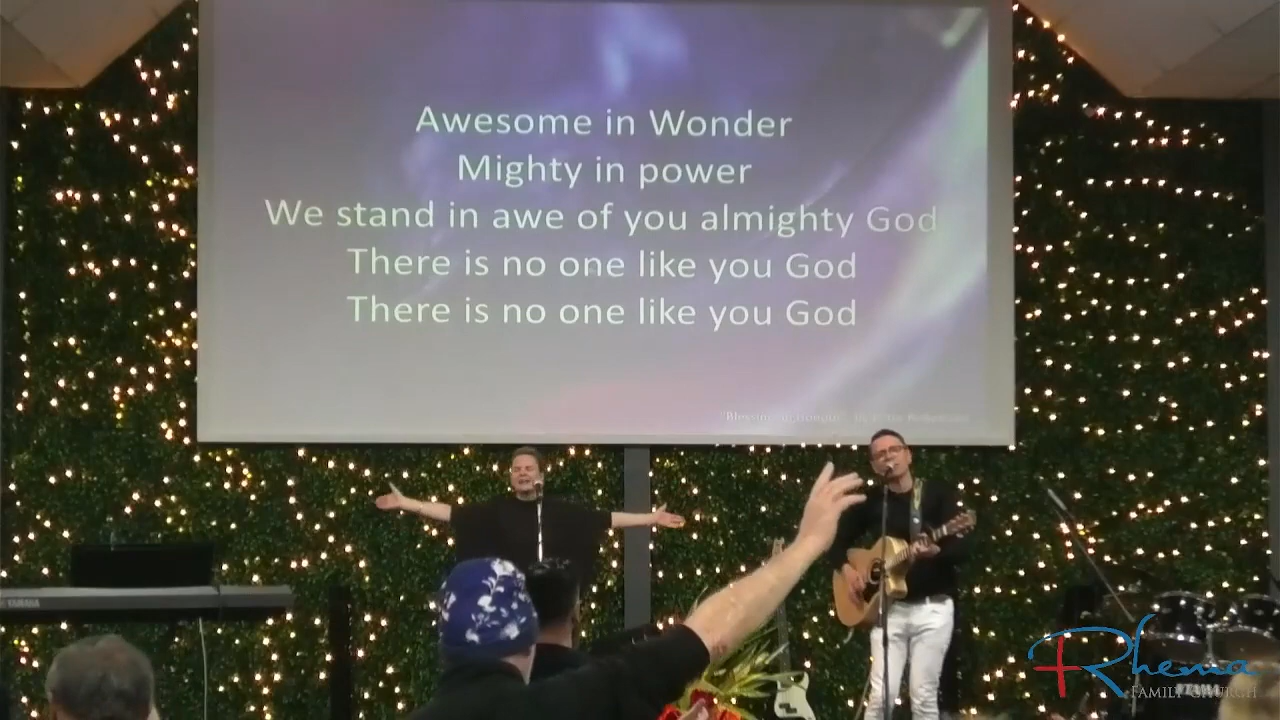 Awesome in Wonder
Mighty in power
We stand in awe of you almighty God
There is no one like you God
There is no one like you God
YAMAHA
Rhema
FAMILY CHURCH
TAMA